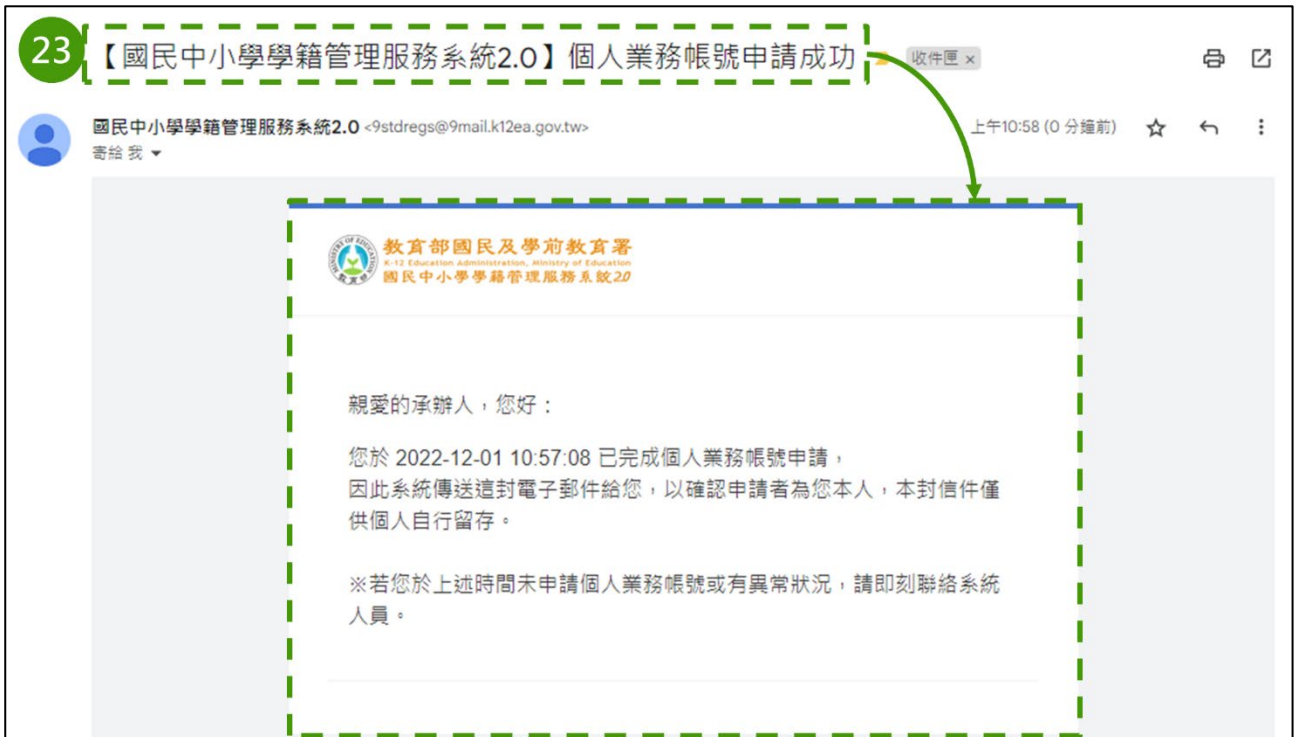 23
【國民中小學學籍管理服務系統2.0】個人業務帳號申請成功
收件匣 ×
國民中小學學籍管理服務系統2.0 <9stdregs@9mail.k12ea.gov.tw>
上午10:58 (0 分鐘前)
寄給 我
教育部國民及學前教育署
K-12 Education Administration, Ministry of Education
國民中小學學籍管理服務系統2.0
親愛的承辦人，您好：
您於 2022-12-01 10:57:08 已完成個人業務帳號申請，
因此系統傳送這封電子郵件給您，以確認申請者為您本人，本封信件僅
供個人自行留存。
※若您於上述時間未申請個人業務帳號或有異常狀況，請即刻聯絡系統
人員。